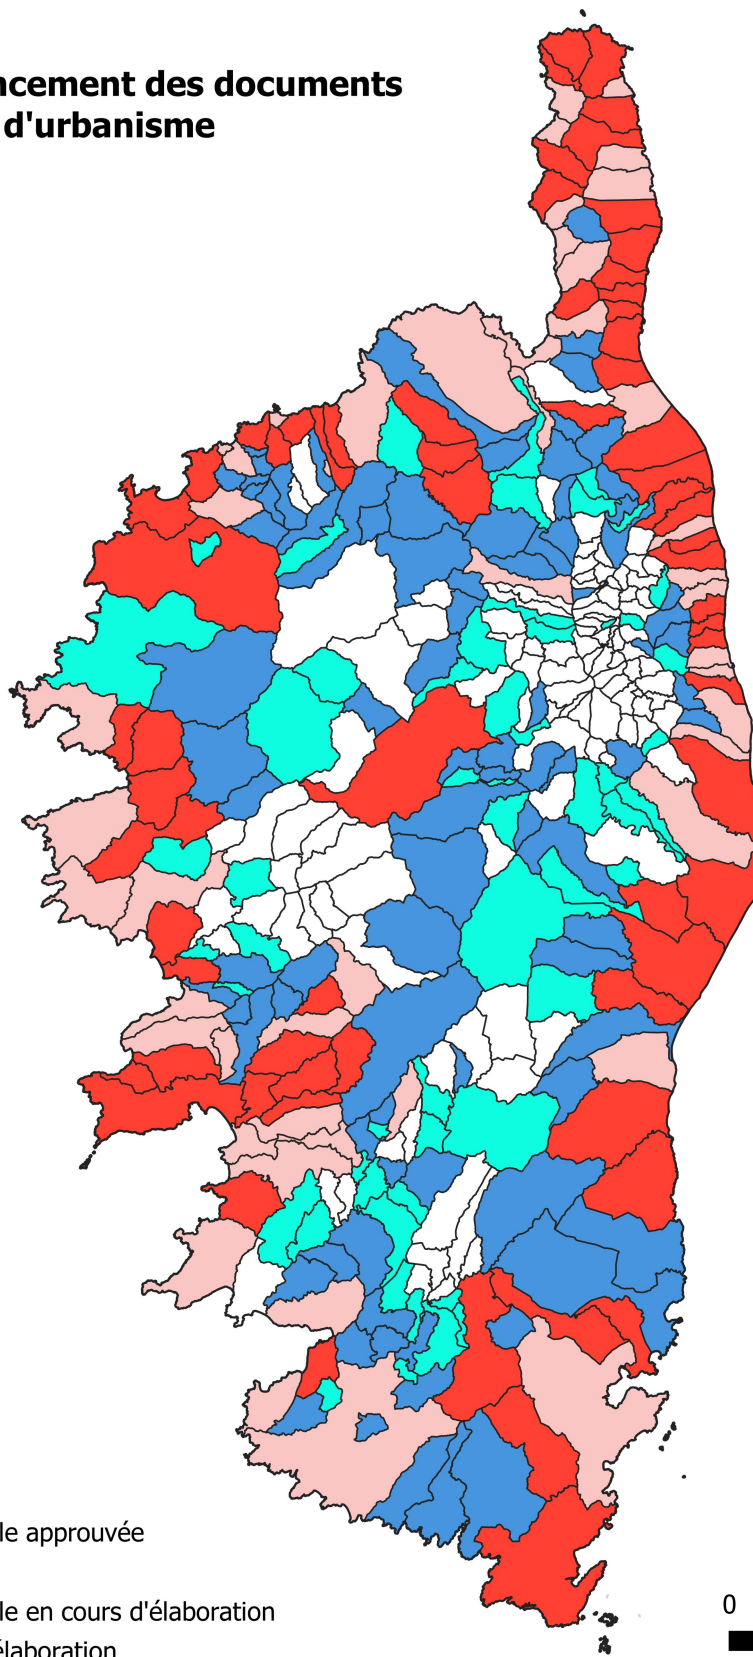 ncement des documents
d'urbanisme
le approuvée
le en cours d'élaboration
0
élaboration